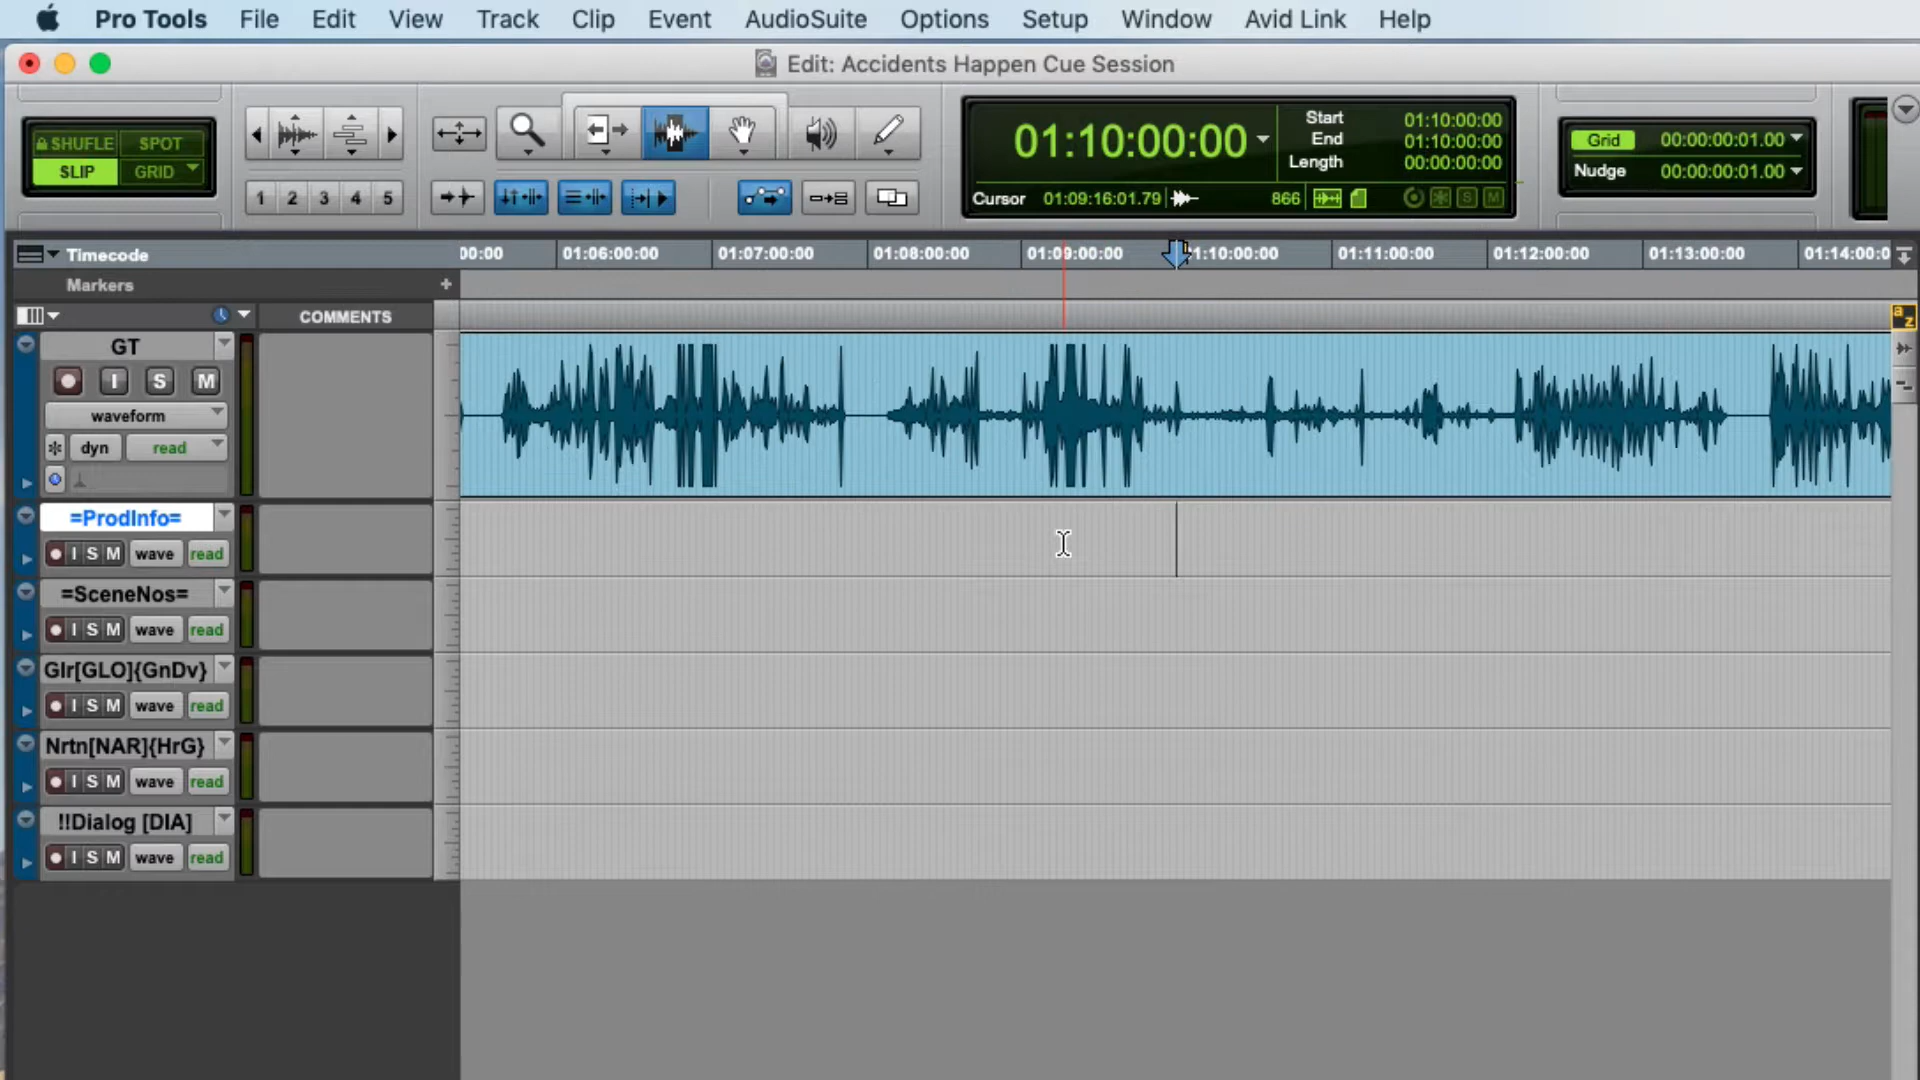 Pro Tools File Edit View Track Clip Event AudioSuite Options Setup Window Avid Link Help
Edit: Accidents Happen Cue Session
SHUFLE SPOT
SLIP GRID
1 2 3 4 5
01:10:00:00
Start 01:10:00:00
End 01:10:00:00
Length 00:00:00:00
Cursor 01:09:16:01.79 866
S M
Grid 00:00:00:01.00
Nudge 00:00:00:01.00
Timecode 00:00 01:06:00:00 01:07:00:00 01:08:00:00 01:09:00:00 1:10:00:00 01:11:00:00 01:12:00:00 01:13:00:00 01:14:00:0
Markers +
COMMENTS
a z
GT
I S M
waveform
dyn read
=ProdInfo=
I S M wave read
=SceneNos=
I S M wave read
Glr[GLO]{GnDv}
I S M wave read
Nrtn[NAR]{HrG}
I S M wave read
!!Dialog [DIA]
I S M wave read